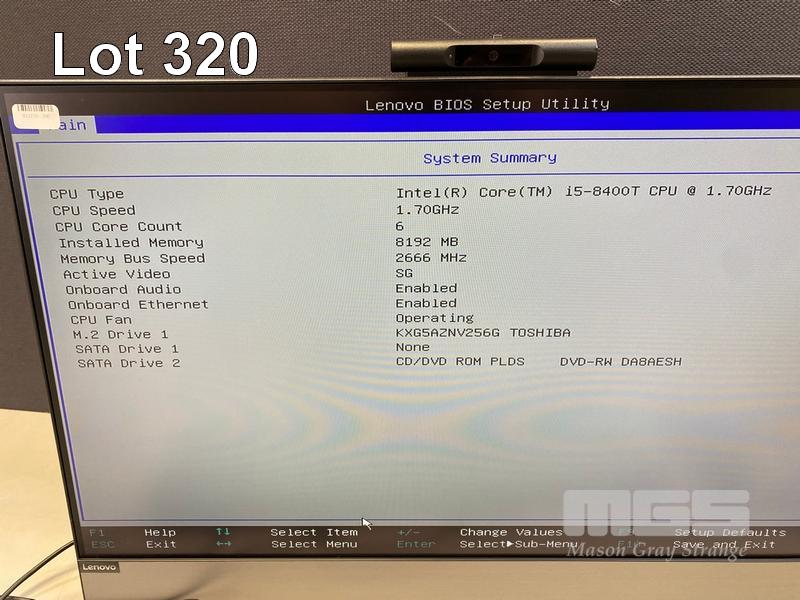 Lot 320
Lenovo BIOS Setup Utility
ain
System Summary
CPU Type Intel(R) Core(TM) i5-8400T CPU @ 1.70GHz
CPU Speed 1.70GHz
CPU Core Count 6
Installed Memory 8192 MB
Memory Bus Speed 2666 MHz
Active Video SG
Onboard Audio Enabled
Onboard Ethernet Enabled
CPU Fan Operating
M.2 Drive 1 KXG5AZNV256G TOSHIBA
SATA Drive 1 None
SATA Drive 2 CD/DVD ROM PLDS DVD-RW DA8AESH
MGS
F1 Help ↑↓ Select Item +/- Change Values Setup Defaults
ESC Exit ←→ Select Menu Enter Select▶Sub-Menu Save and Exit
Mason Gray Strange
Lenovo